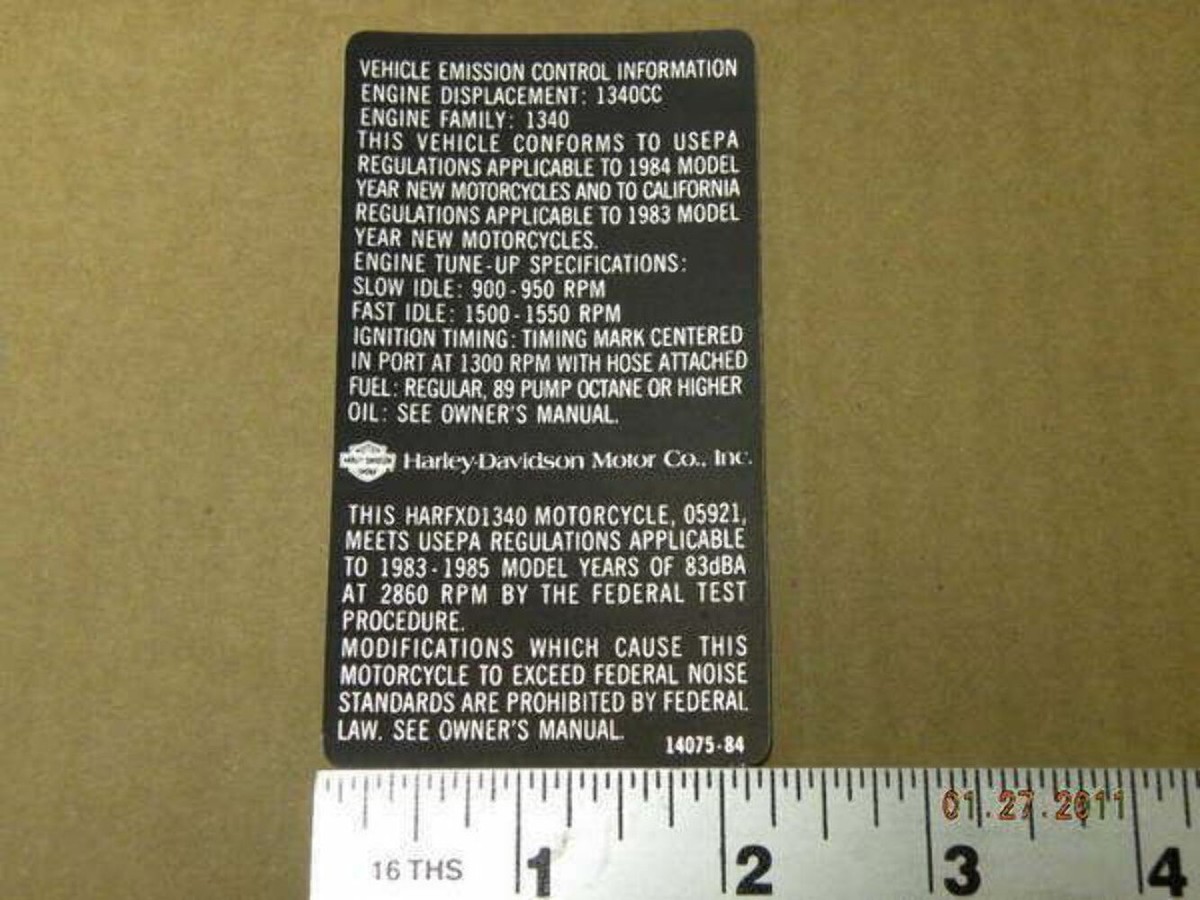 VEHICLE EMISSION CONTROL INFORMATION
ENGINE DISPLACEMENT: 1340CC
ENGINE FAMILY: 1340
THIS VEHICLE CONFORMS TO USEPA
REGULATIONS APPLICABLE TO 1984 MODEL
YEAR NEW MOTORCYCLES AND TO CALIFORNIA
REGULATIONS APPLICABLE TO 1983 MODEL
YEAR NEW MOTORCYCLES.
ENGINE TUNE-UP SPECIFICATIONS:
SLOW IDLE: 900-950 RPM
FAST IDLE: 1500-1550 RPM
IGNITION TIMING: TIMING MARK CENTERED
IN PORT AT 1300 RPM WITH HOSE ATTACHED
FUEL: REGULAR, 89 PUMP OCTANE OR HIGHER
OIL: SEE OWNER'S MANUAL.
Harley-Davidson Motor Co., Inc.
THIS HARFXD1340 MOTORCYCLE, 05921,
MEETS USEPA REGULATIONS APPLICABLE
TO 1983-1985 MODEL YEARS OF 83dBA
AT 2860 RPM BY THE FEDERAL TEST
PROCEDURE.
MODIFICATIONS WHICH CAUSE THIS
MOTORCYCLE TO EXCEED FEDERAL NOISE
STANDARDS ARE PROHIBITED BY FEDERAL
LAW. SEE OWNER'S MANUAL.
14075-84
01.27.2011
16 THS 1 2 3 4